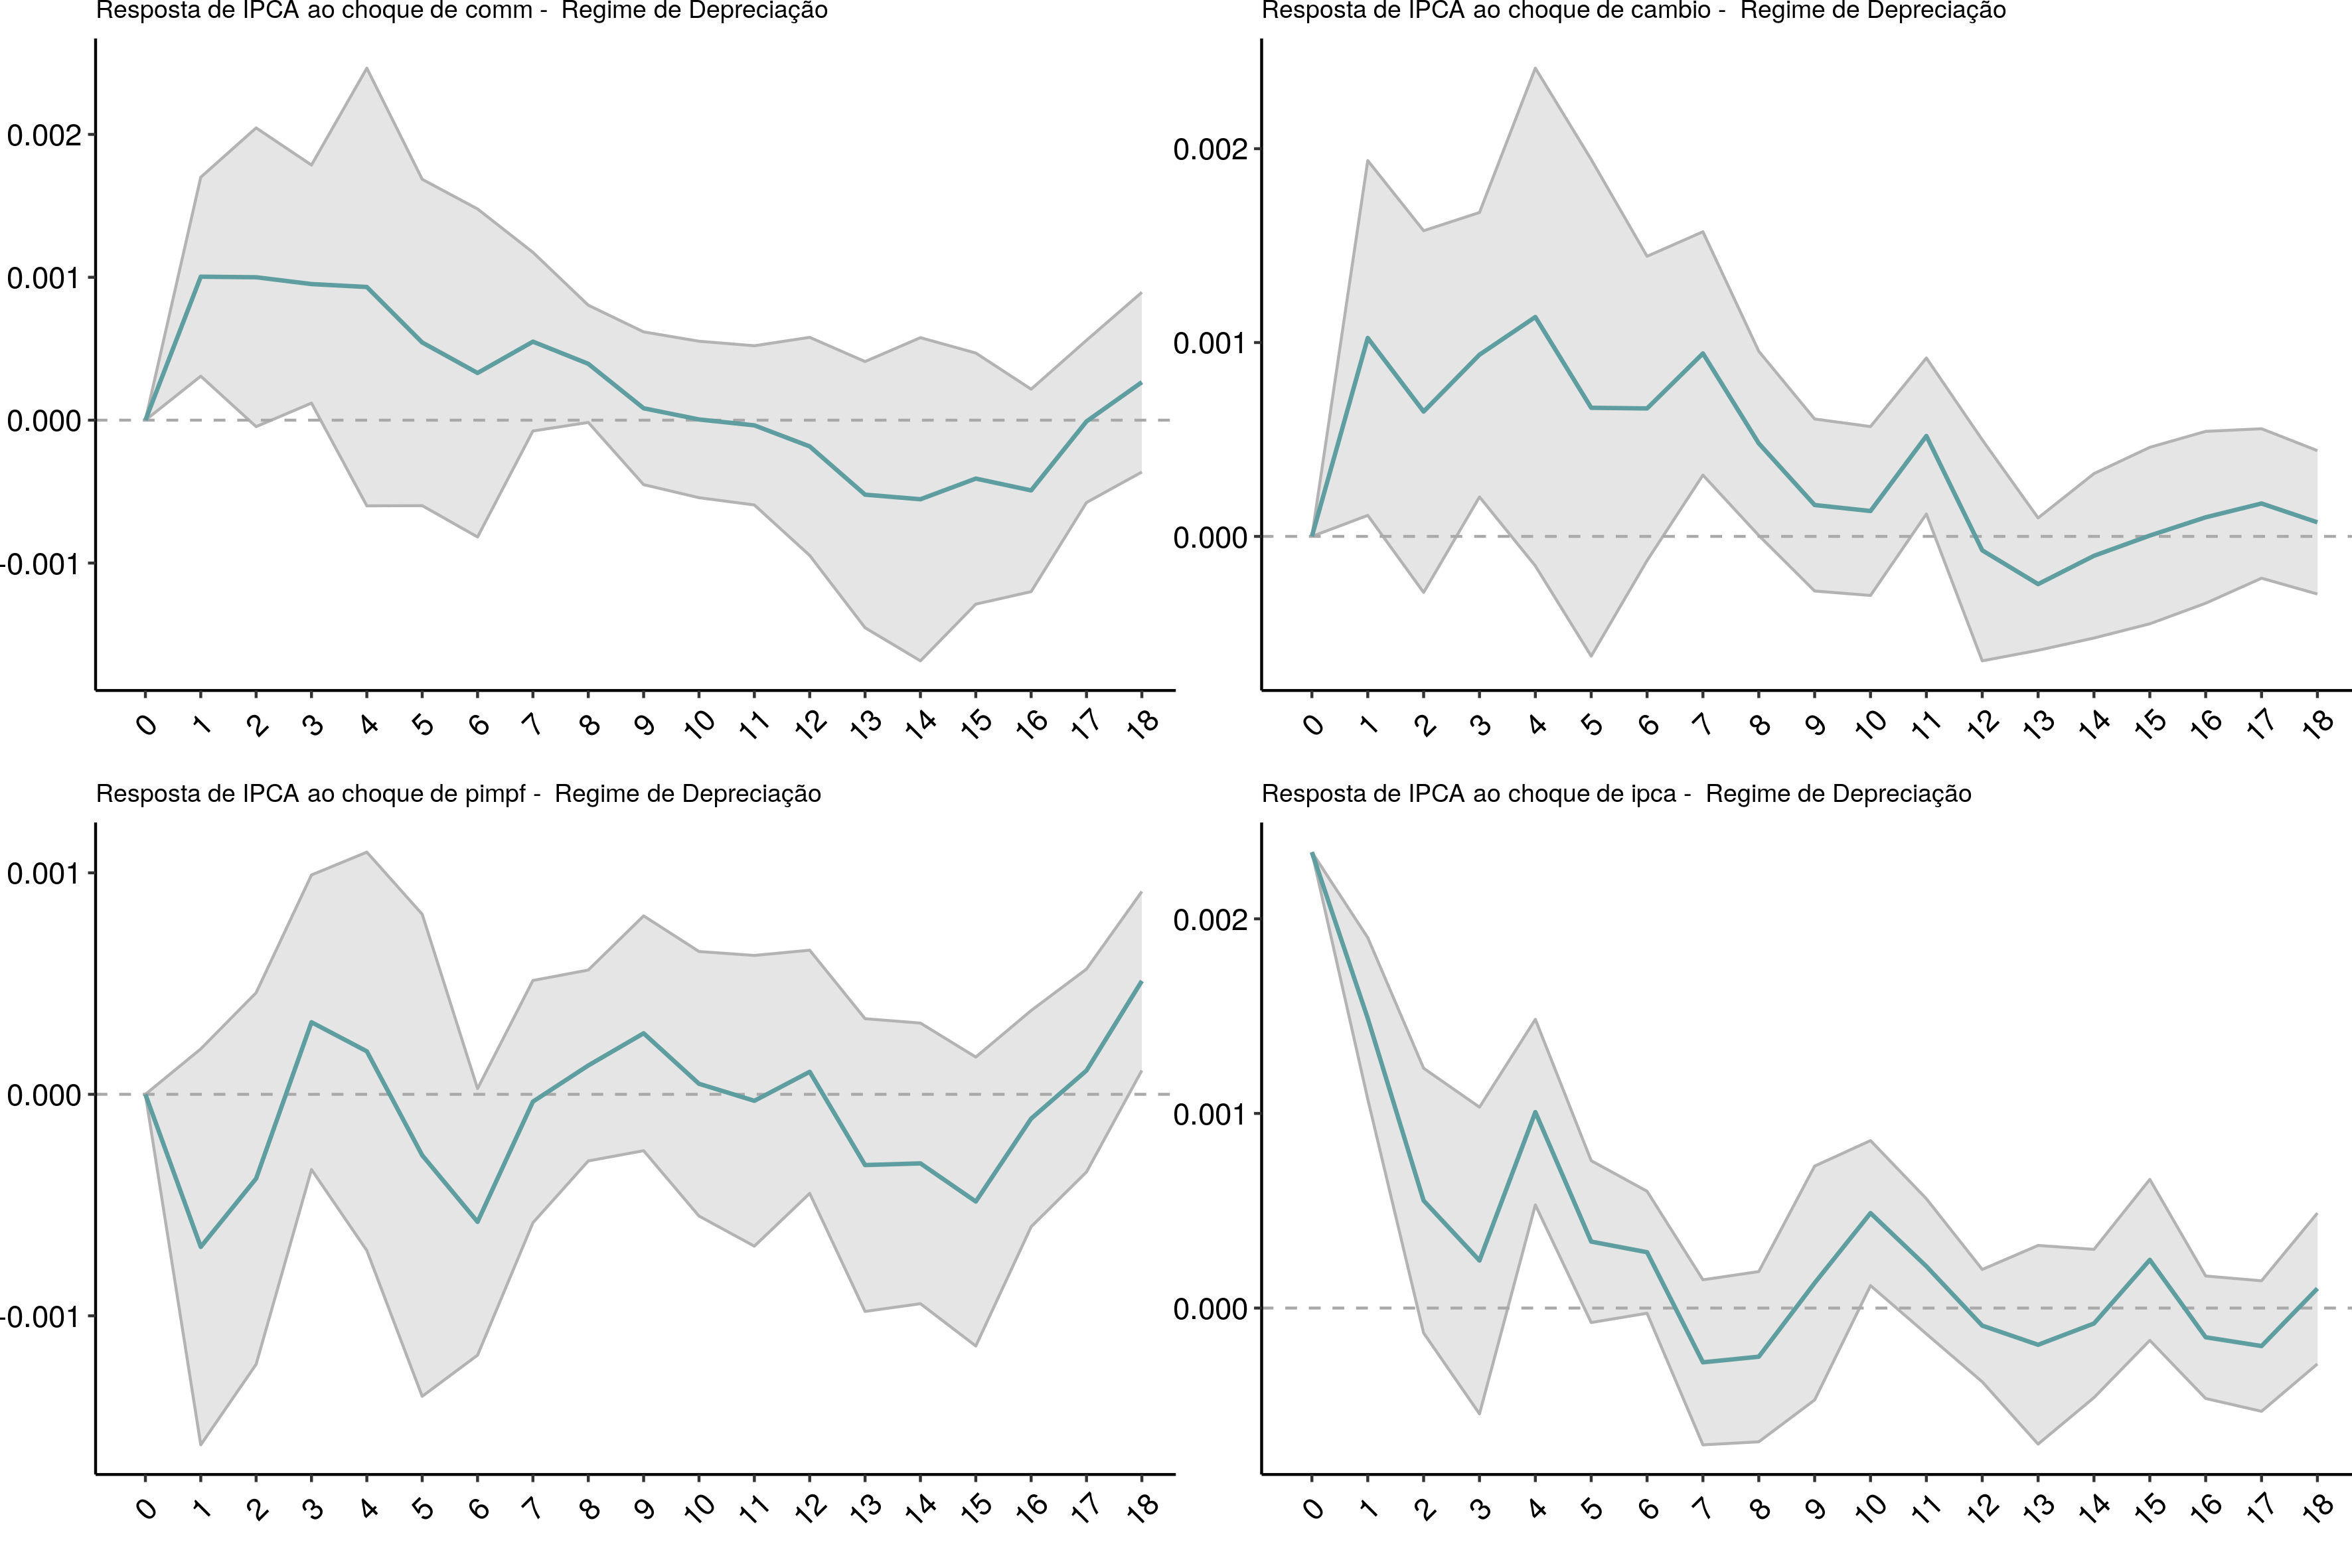 Resposta de IPCA ao choque de comm -  Regime de Depreciação
0.002
0.001
0.000
-0.001
0 1 2 3 4 5 6 7 8 9 10 11 12 13 14 15 16 17 18
Resposta de IPCA ao choque de cambio -  Regime de Depreciação
0.002
0.001
0.000
0 1 2 3 4 5 6 7 8 9 10 11 12 13 14 15 16 17 18
Resposta de IPCA ao choque de pimpf -  Regime de Depreciação
0.001
0.000
-0.001
0 1 2 3 4 5 6 7 8 9 10 11 12 13 14 15 16 17 18
Resposta de IPCA ao choque de ipca -  Regime de Depreciação
0.002
0.001
0.000
0 1 2 3 4 5 6 7 8 9 10 11 12 13 14 15 16 17 18